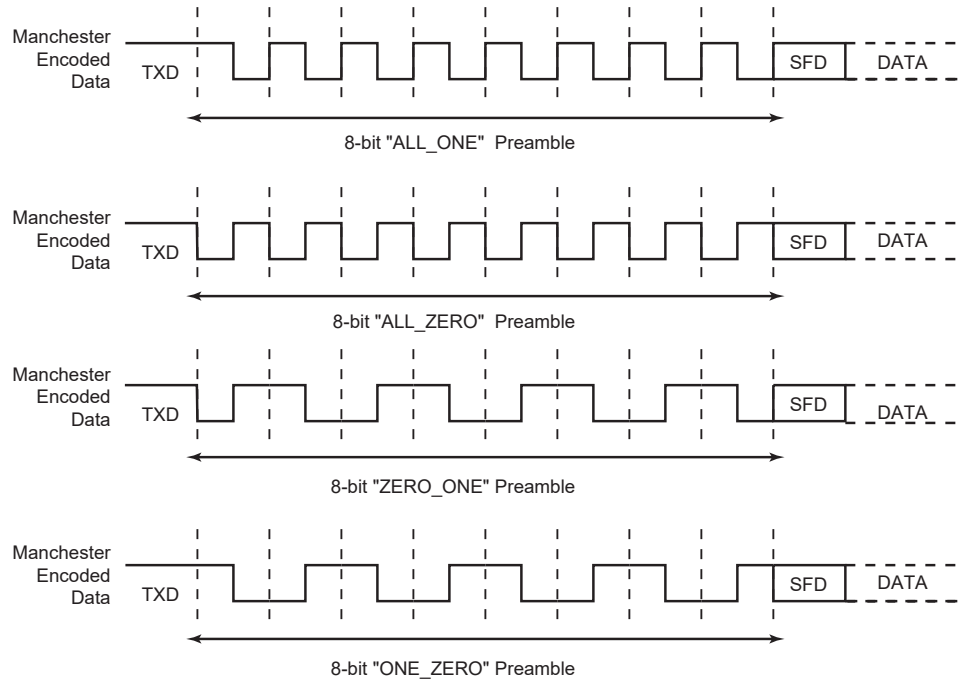 Manchester
Encoded
Data
TXD
SFD
DATA
8-bit "ALL_ONE" Preamble
Manchester
Encoded
Data
TXD
SFD
DATA
8-bit "ALL_ZERO" Preamble
Manchester
Encoded
Data
TXD
SFD
DATA
8-bit "ZERO_ONE" Preamble
Manchester
Encoded
Data
TXD
SFD
DATA
8-bit "ONE_ZERO" Preamble